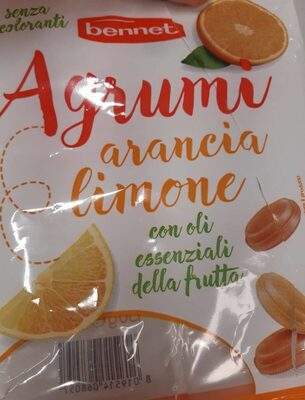 senza
coloranti
bennet
Agrumi
arancia
limone
con oli
essenziali
della frutta